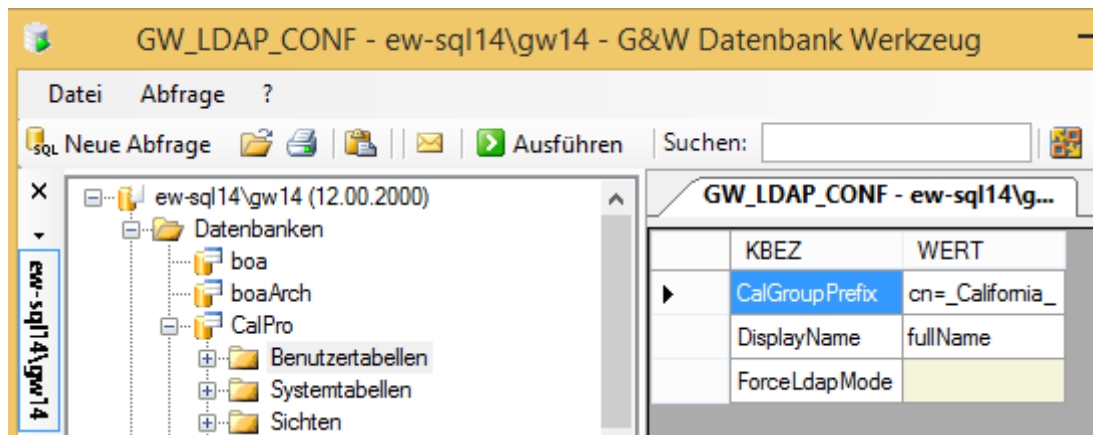 GW_LDAP_CONF - ew-sql14\gw14 - G&W Datenbank Werkzeug
Datei Abfrage ?
SQL Neue Abfrage Ausführen Suchen:
ew-sql14\gw14
ew-sql14\gw14 (12.00.2000)
Datenbanken
boa
boaArch
CalPro
Benutzertabellen
Systemtabellen
Sichten
GW_LDAP_CONF - ew-sql14\g...
KBEZ WERT
CalGroupPrefix cn=_California_
DisplayName fullName
ForceLdapMode